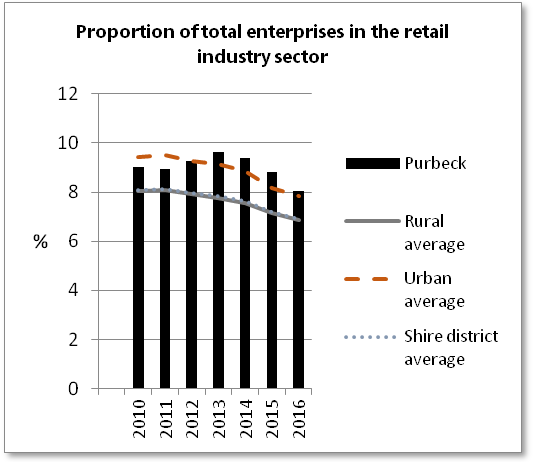 Proportion of total enterprises in the retail
industry sector
12
10
8
6
4
2
0
%
2010
2011
2012
2013
2014
2015
2016
Purbeck
Rural
average
Urban
average
Shire district
average